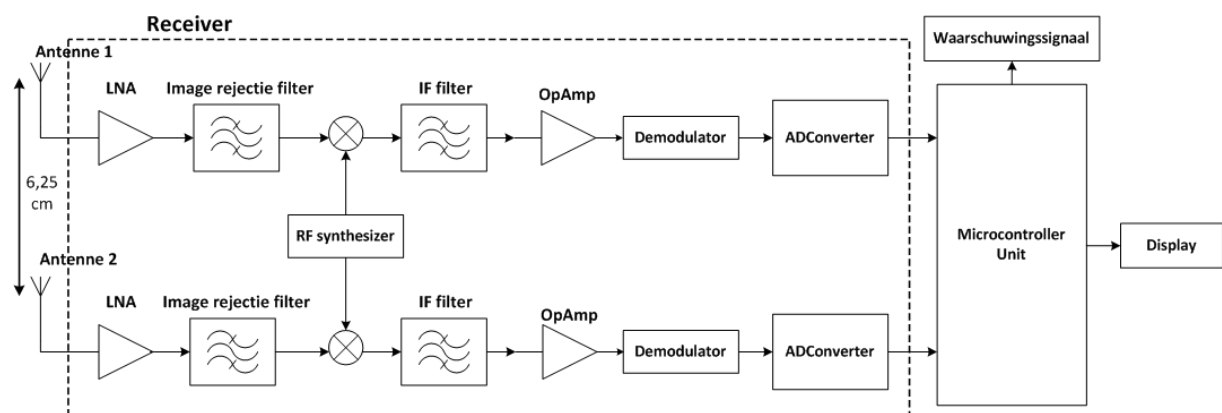 Receiver
Waarschuwingssignaal
Antenne 1
LNA
Image rejectie filter
IF filter
OpAmp
Demodulator
ADConverter
6,25
cm
RF synthesizer
Microcontroller
Unit
Display
Antenne 2
LNA
Image rejectie filter
IF filter
OpAmp
Demodulator
ADConverter